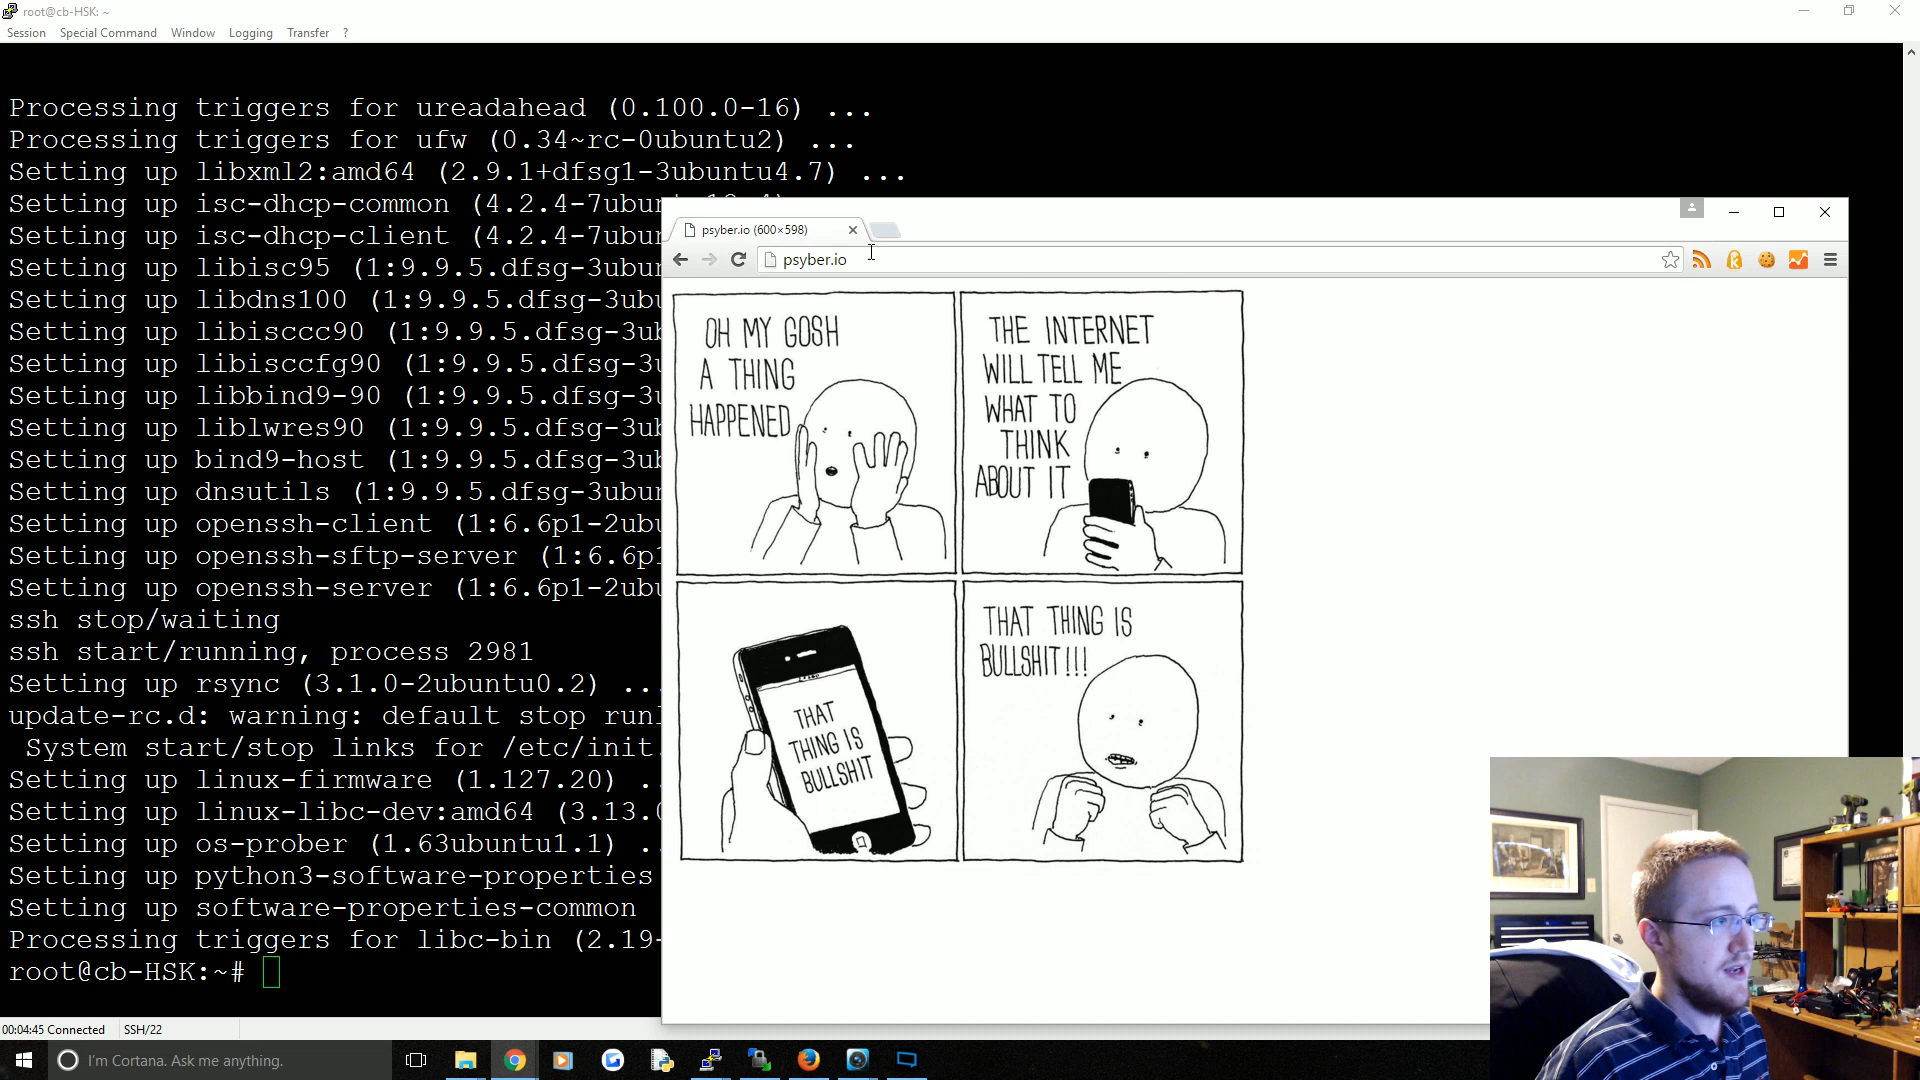 root@cb-HSK: ~
Session Special Command Window Logging Transfer ?
Processing triggers for ureadahead (0.100.0-16) ...
Processing triggers for ufw (0.34~rc-0ubuntu2) ...
Setting up libxml2:amd64 (2.9.1+dfsg1-3ubuntu4.7) ...
Setting up isc-dhcp-common (4.2.4-7ubun
Setting up isc-dhcp-client (4.2.4-7ubun
Setting up libisc95 (1:9.9.5.dfsg-3ubun
Setting up libdns100 (1:9.9.5.dfsg-3ubu
Setting up libisccc90 (1:9.9.5.dfsg-3ub
Setting up libisccfg90 (1:9.9.5.dfsg-3u
Setting up libbind9-90 (1:9.9.5.dfsg-3u
Setting up liblwres90 (1:9.9.5.dfsg-3ub
Setting up bind9-host (1:9.9.5.dfsg-3ub
Setting up dnsutils (1:9.9.5.dfsg-3ubun
Setting up openssh-client (1:6.6p1-2ubu
Setting up openssh-sftp-server (1:6.6p1
Setting up openssh-server (1:6.6p1-2ubu
ssh stop/waiting
ssh start/running, process 2981
Setting up rsync (3.1.0-2ubuntu0.2) ...
update-rc.d: warning: default stop runl
System start/stop links for /etc/init.
Setting up linux-firmware (1.127.20) ..
Setting up linux-libc-dev:amd64 (3.13.0
Setting up os-prober (1.63ubuntu1.1) ..
Setting up python3-software-properties
Setting up software-properties-common
Processing triggers for libc-bin (2.19-
root@cb-HSK:~#
00:04:45 Connected SSH/22
psyber.io (600×598)
psyber.io
OH MY GOSH
A THING
HAPPENED
THE INTERNET
WILL TELL ME
WHAT TO
THINK
ABOUT IT
THAT
THING IS
BULLSHIT
THAT THING IS
BULLSHIT!!!
I'm Cortana. Ask me anything.